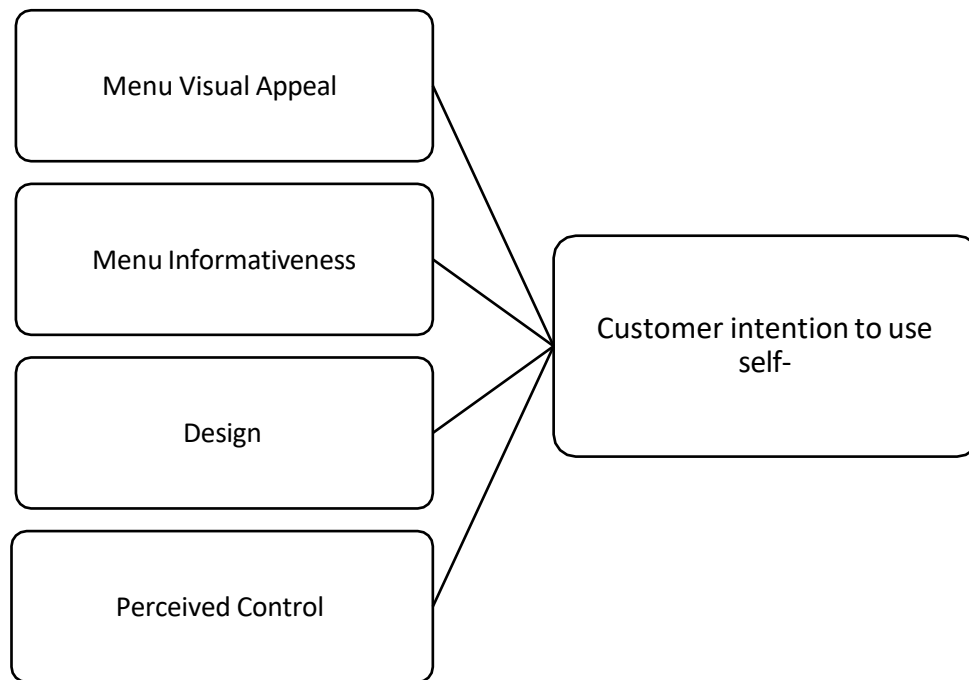 Menu Visual Appeal
Menu Informativeness
Design
Perceived Control
Customer intention to use
self-